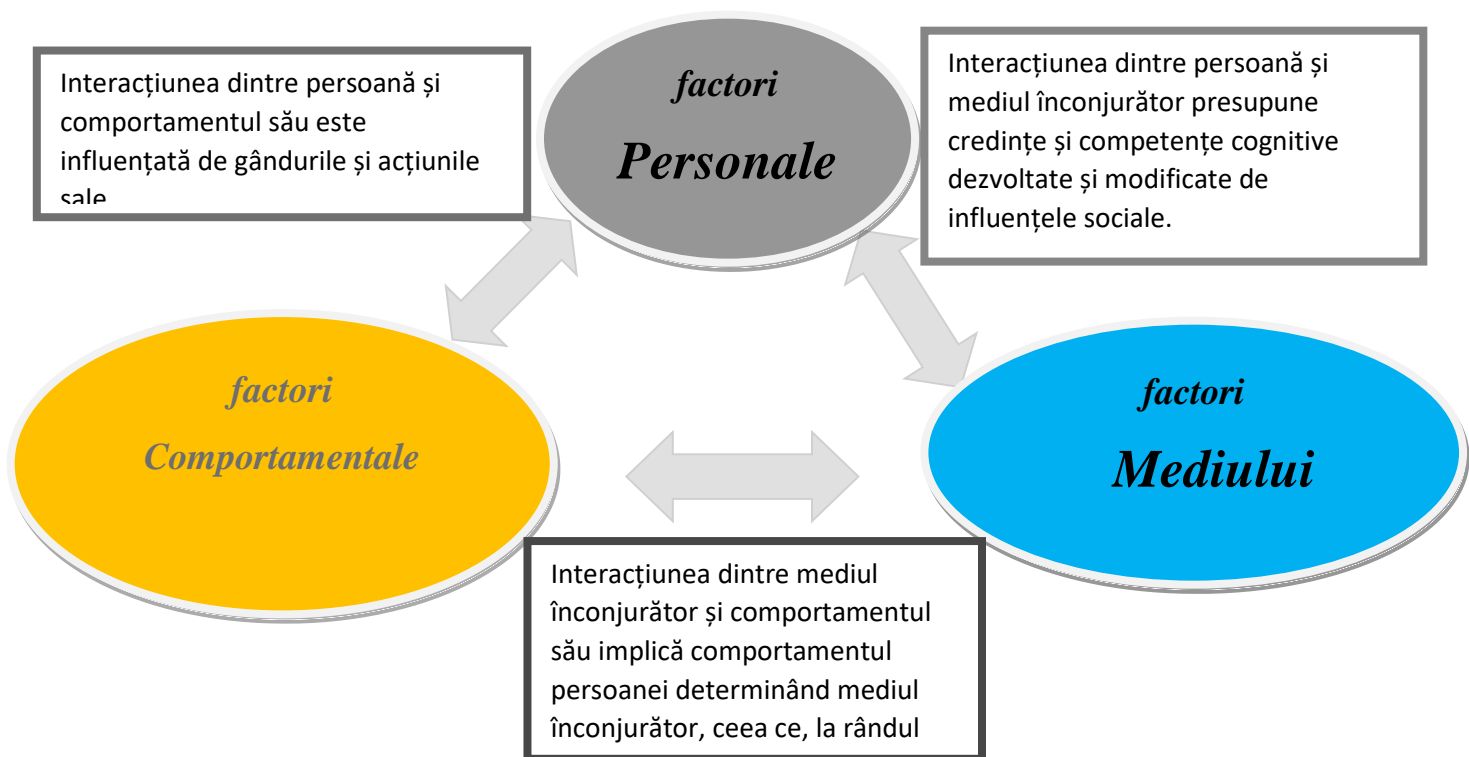 Interacțiunea dintre persoană și
comportamentul său este
influențată de gândurile și acțiunile
sale
factori
Personale
Interacțiunea dintre persoană și
mediul înconjurător presupune
credințe și competențe cognitive
dezvoltate și modificate de
influențele sociale.
factori
Comportamentale
factori
Mediului
Interacțiunea dintre mediul
înconjurător și comportamentul
său implică comportamentul
persoanei determinând mediul
înconjurător, ceea ce, la rândul